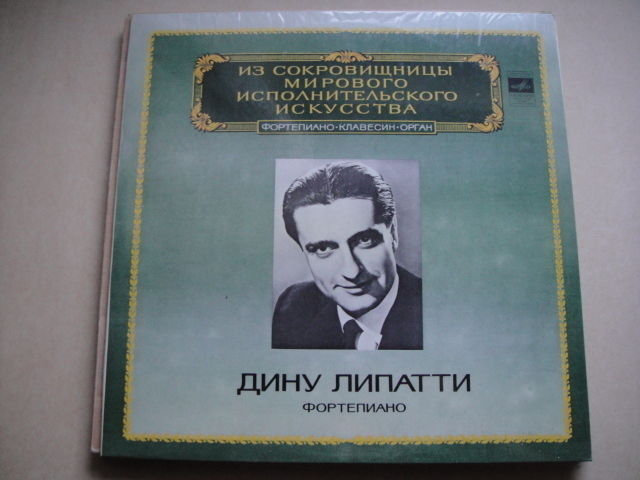 ИЗ СОКРОВИЩНИЦЫ
МИРОВОГО
ИСПОЛНИТЕЛЬСКОГО
ИСКУССТВА
ФОРТЕПИАНО · КЛАВЕСИН · ОРГАН
ДИНУ ЛИПАТТИ
ФОРТЕПИАНО